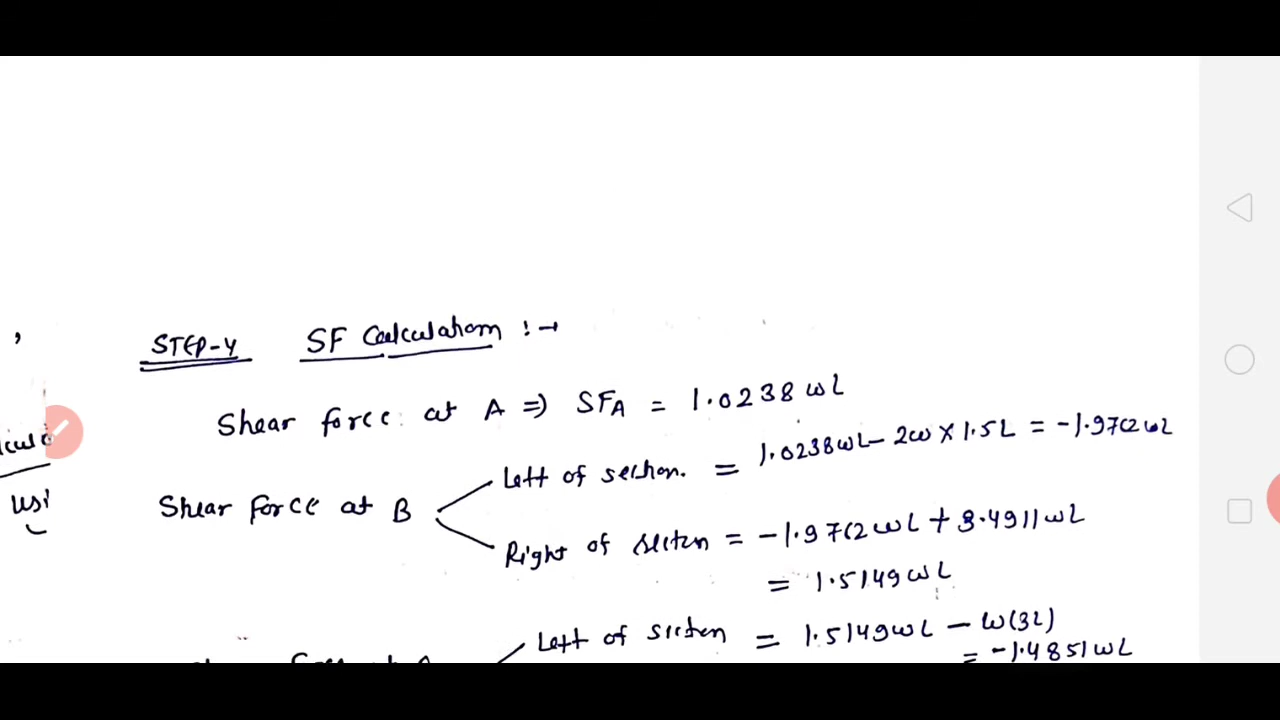 ,
STEP-4 SF Calculation :→
Shear force at A ⇒ SFA = 1.0238 wL
Shear force at B
Left of section. = 1.0238wL - 2w × 1.5L = -1.9762wL
Right of section = -1.9762wL + 3.4911wL
= 1.5149wL
Left of section = 1.5149wL - w(3L)
= -1.4851wL